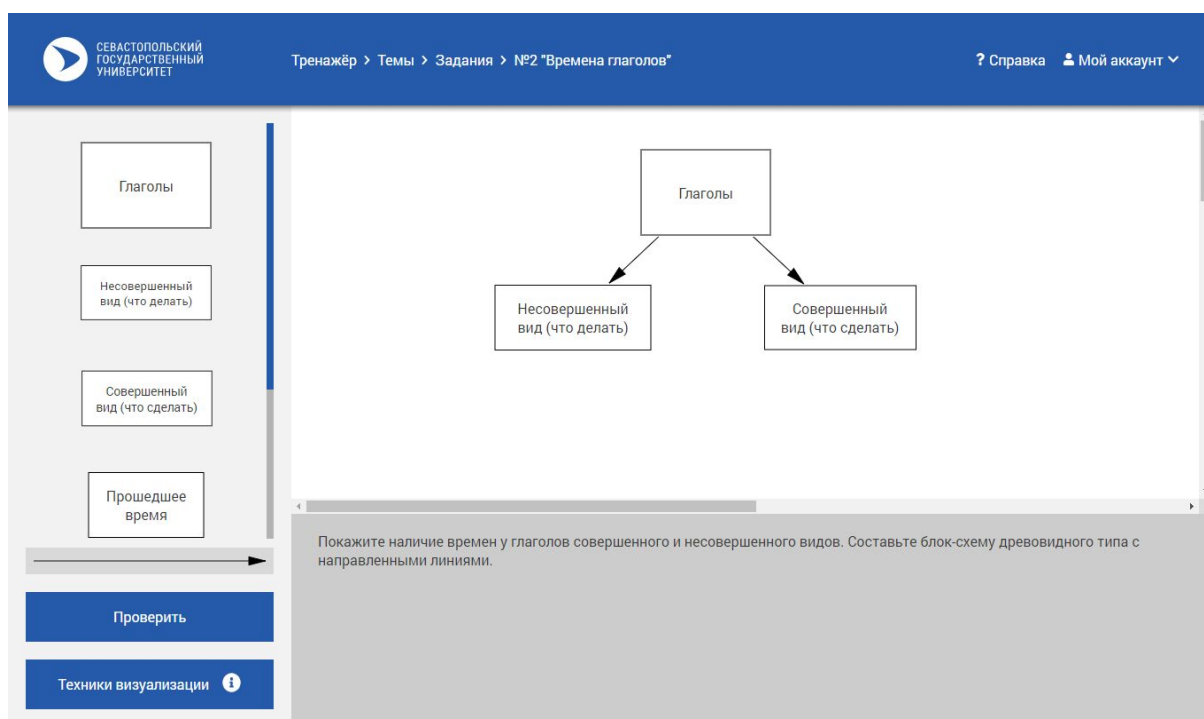 СЕВАСТОПОЛЬСКИЙ
ГОСУДАРСТВЕННЫЙ
УНИВЕРСИТЕТ
Тренажёр > Темы > Задания > №2 "Времена глаголов"
? Справка
Мой аккаунт
Глаголы
Несовершенный
вид (что делать)
Совершенный
вид (что сделать)
Прошедшее
время
Проверить
Техники визуализации
Глаголы
Несовершенный
вид (что делать)
Совершенный
вид (что сделать)
Покажите наличие времен у глаголов совершенного и несовершенного видов. Составьте блок-схему древовидного типа с
направленными линиями.